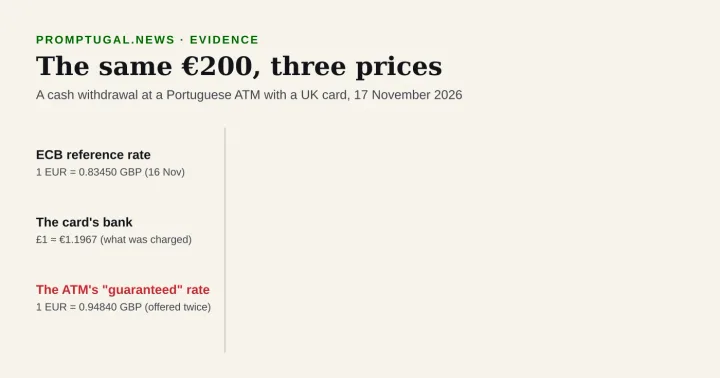 PROMPTUGAL.NEWS · EVIDENCE
The same €200, three prices
A cash withdrawal at a Portuguese ATM with a UK card, 17 November 2026
ECB reference rate
1 EUR = 0.83450 GBP (16 Nov)
The card's bank
£1 = €1.1967 (what was charged)
The ATM's "guaranteed" rate
1 EUR = 0.94840 GBP (offered twice)